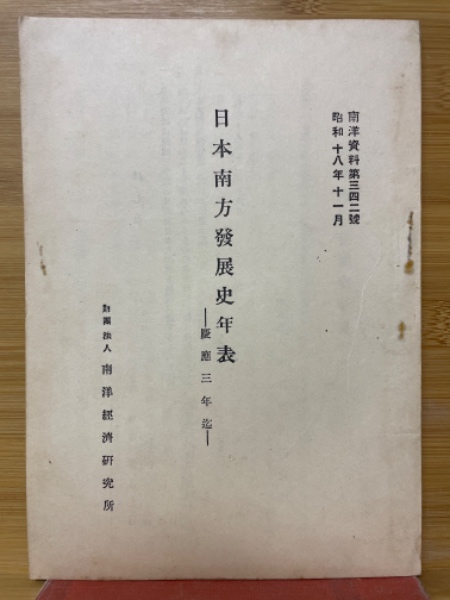 南洋資料第三四二號
昭和十八年十一月
日本南方發展史年表
―慶應三年迄―
財團法人 南洋經濟硏究所